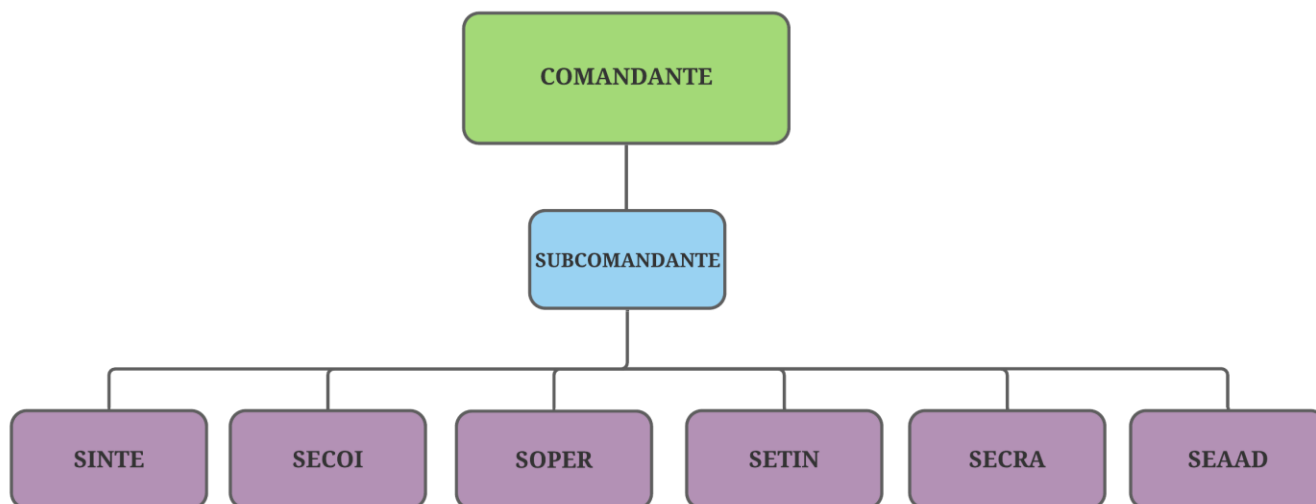 COMANDANTE
SUBCOMANDANTE
SINTE
SECOI
SOPER
SETIN
SECRA
SEAAD